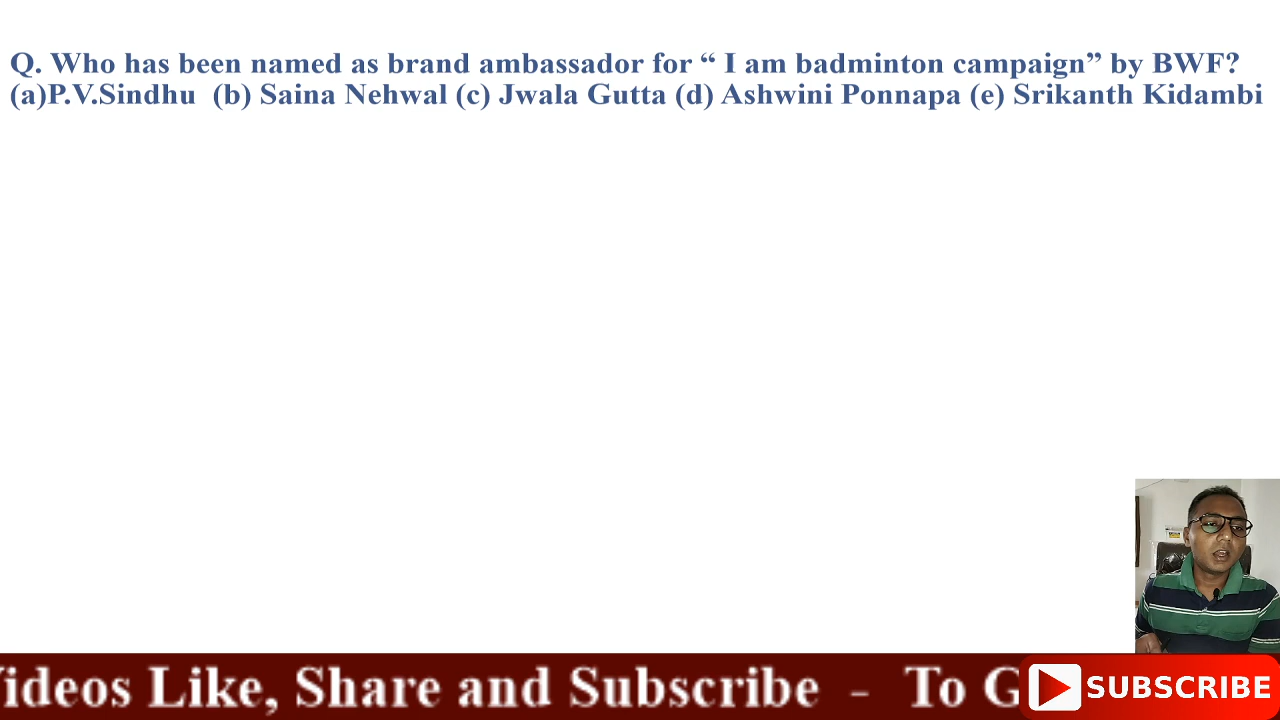 Q. Who has been named as brand ambassador for “ I am badminton campaign” by BWF?
(a)P.V.Sindhu (b) Saina Nehwal (c) Jwala Gutta (d) Ashwini Ponnapa (e) Srikanth Kidambi
Videos Like, Share and Subscribe - To G
SUBSCRIBE